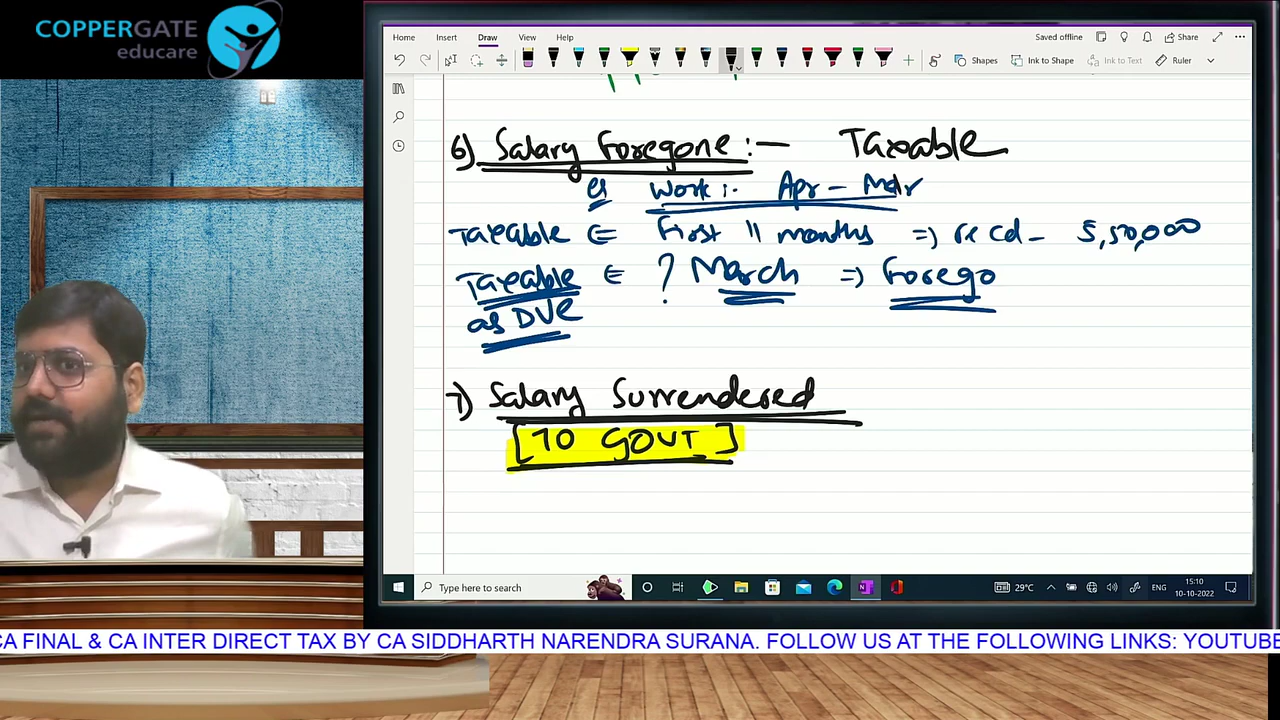 COPPERGATE
educare
Home Insert Draw View Help
Saved offline
Share
Shapes
Ink to Shape
Ink to Text
Ruler
6) Salary Foregone :- Taxable
eg Work :- Apr - Mar
Taxable ⇐ First 11 months => recd - 5,50,000
Taxable ⇐ ? March => Forego
as DVE
7) Salary Surrendered
[TO GOVT]
Type here to search
29°C
ENG
15:10
10-10-2022
CA FINAL & CA INTER DIRECT TAX BY CA SIDDHARTH NARENDRA SURANA. FOLLOW US AT THE FOLLOWING LINKS: YOUTUBE